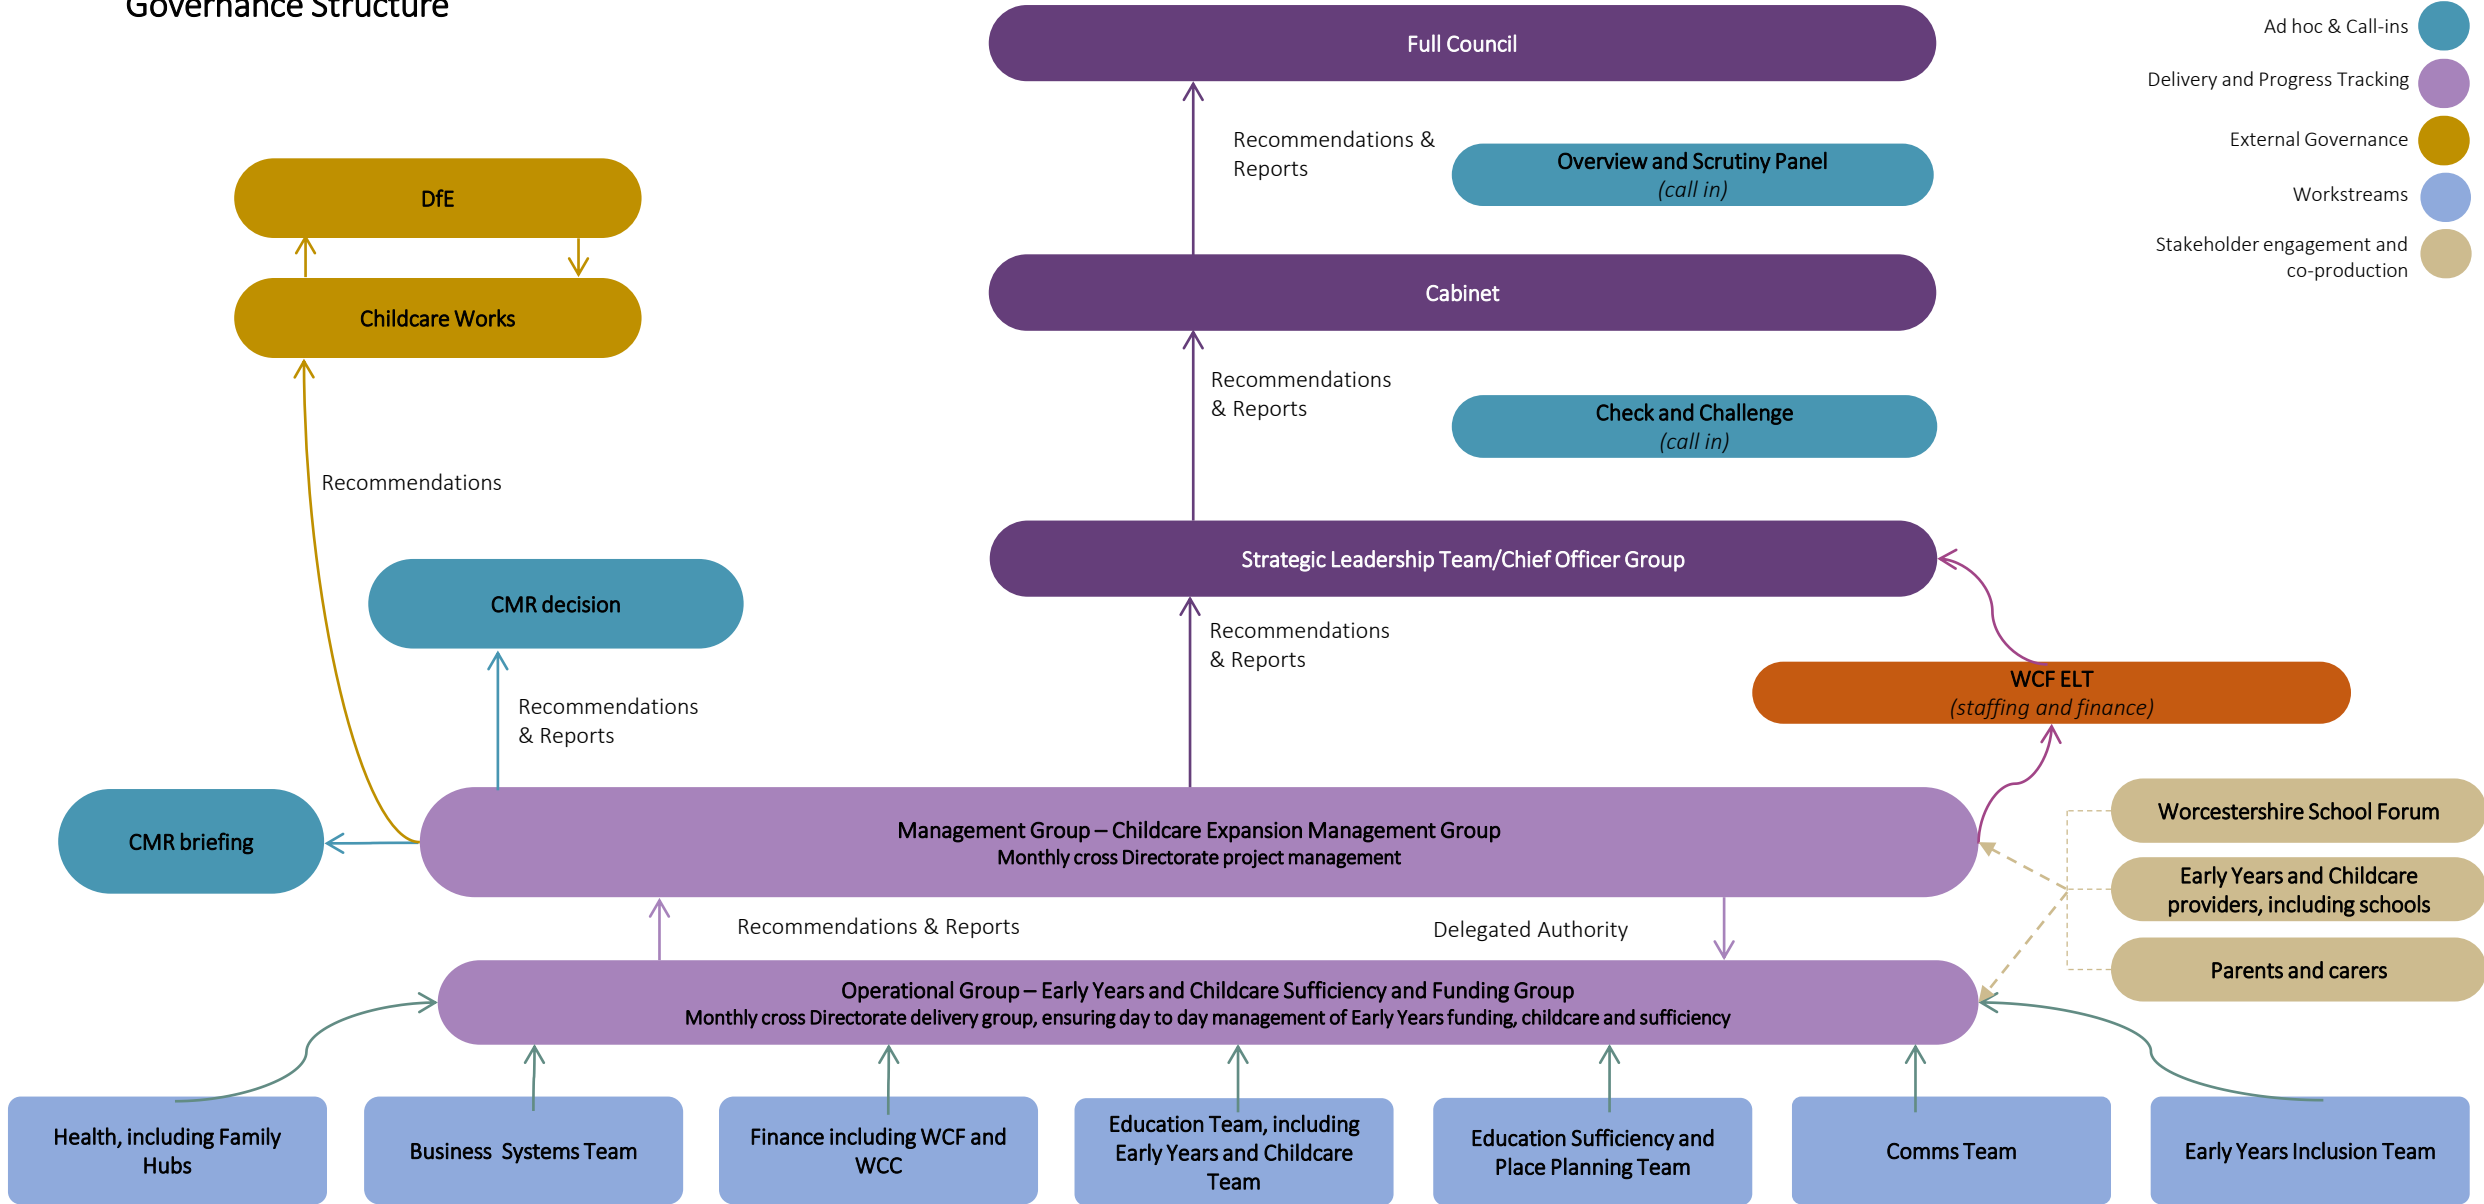 Governance Structure
Full Council
Ad hoc & Call-ins
Delivery and Progress Tracking
External Governance
Workstreams
Stakeholder engagement and
co-production
Recommendations &
Reports
Overview and Scrutiny Panel
(call in)
DfE
Childcare Works
Cabinet
Recommendations
& Reports
Check and Challenge
(call in)
Recommendations
Strategic Leadership Team/Chief Officer Group
CMR decision
Recommendations
& Reports
WCF ELT
(staffing and finance)
Recommendations
& Reports
CMR briefing
Management Group – Childcare Expansion Management Group
Monthly cross Directorate project management
Worcestershire School Forum
Early Years and Childcare
providers, including schools
Parents and carers
Recommendations & Reports
Delegated Authority
Operational Group – Early Years and Childcare Sufficiency and Funding Group
Monthly cross Directorate delivery group, ensuring day to day management of Early Years funding, childcare and sufficiency
Health, including Family
Hubs
Business  Systems Team
Finance including WCF and
WCC
Education Team, including
Early Years and Childcare
Team
Education Sufficiency and
Place Planning Team
Comms Team
Early Years Inclusion Team